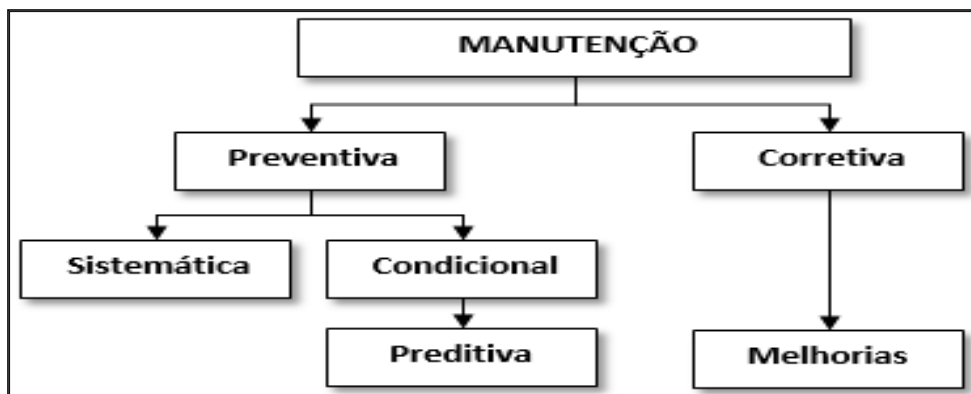 MANUTENÇÃO
Preventiva
Corretiva
Sistemática
Condicional
Preditiva
Melhorias